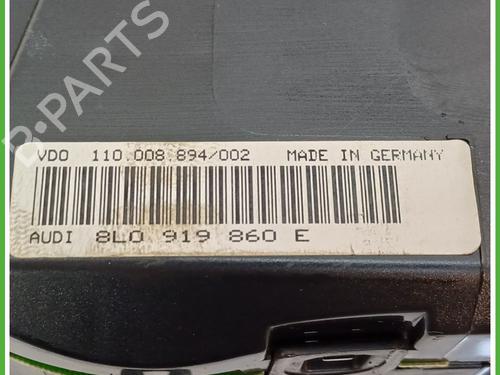 B-PARTS
VDO 110.008.894/002 MADE IN GERMANY
AUDI 8L0 919 860 E